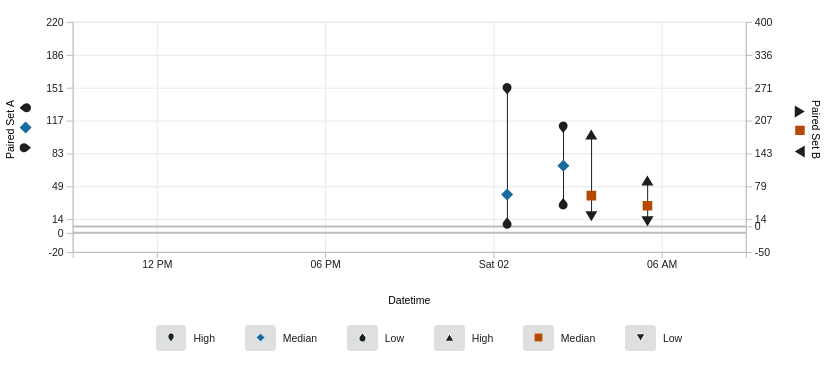 220
186
151
117
83
49
14
0
-20
400
336
271
207
143
79
14
0
-50
Paired Set A
Paired Set B
12 PM
06 PM
Sat 02
06 AM
Datetime
High
Median
Low
High
Median
Low